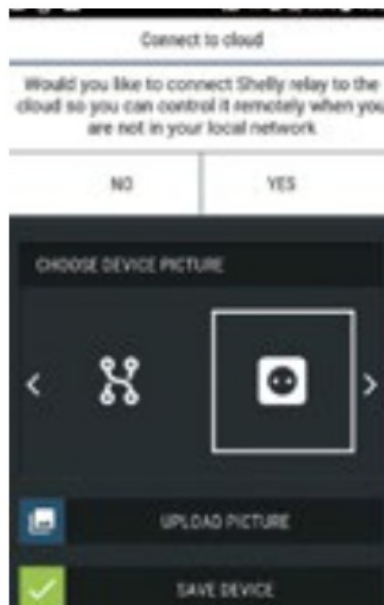 Connect to cloud
Would you like to connect Shelly relay to the
cloud so you can control it remotely when you
are not in your local network
NO
YES
CHOOSE DEVICE PICTURE
UPLOAD PICTURE
SAVE DEVICE